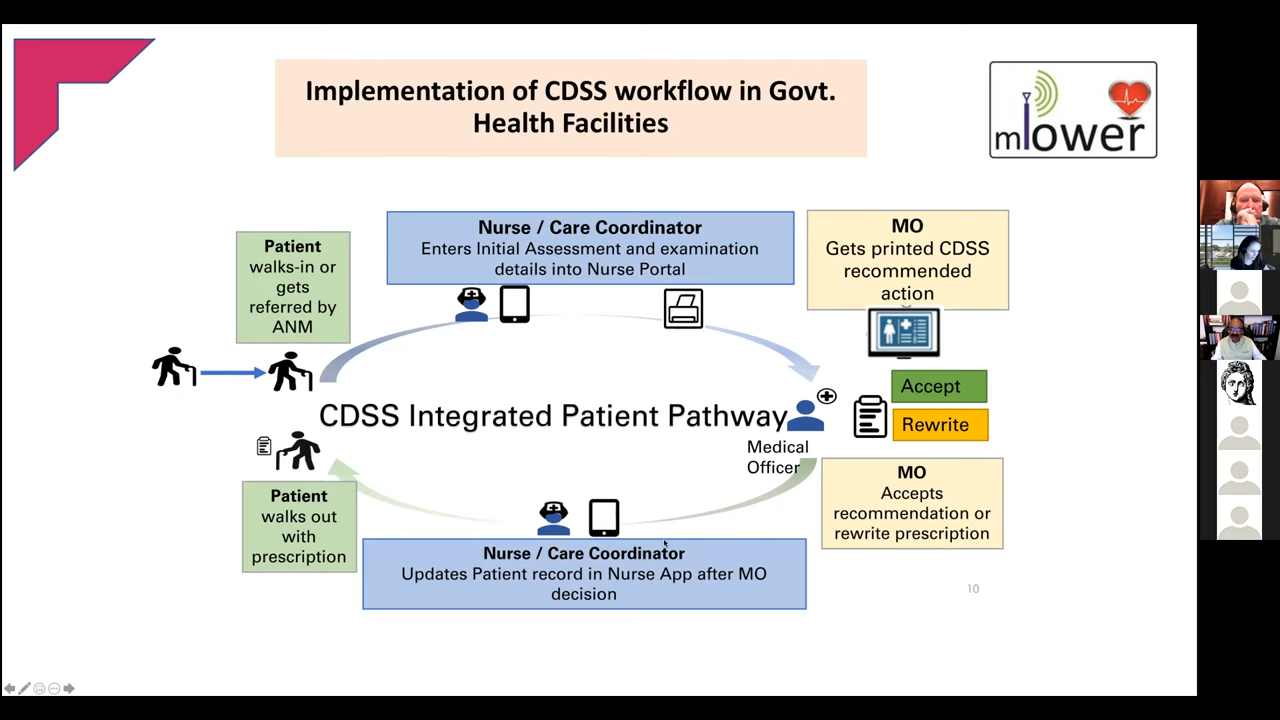 Implementation of CDSS workflow in Govt.
Health Facilities
mPower
Patient
walks-in or
gets
referred by
ANM
Nurse / Care Coordinator
Enters Initial Assessment and examination
details into Nurse Portal
MO
Gets printed CDSS
recommended
action
CDSS Integrated Patient Pathway
Medical
Officer
Accept
Rewrite
MO
Accepts
recommendation or
rewrite prescription
Nurse / Care Coordinator
Updates Patient record in Nurse App after MO
decision
Patient
walks out
with
prescription
10